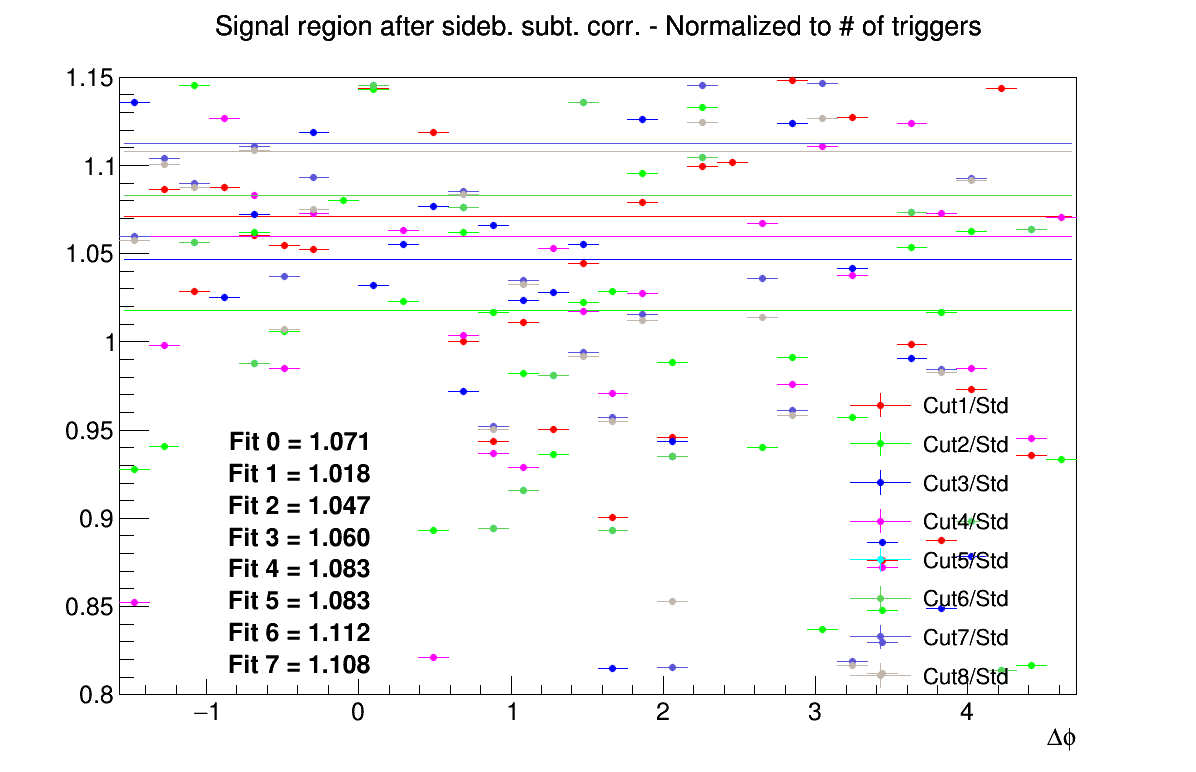 Signal region after sideb. subt. corr. - Normalized to # of triggers
1.15
1.1
1.05
1
0.95
0.9
0.85
0.8
Fit 0 = 1.071
Fit 1 = 1.018
Fit 2 = 1.047
Fit 3 = 1.060
Fit 4 = 1.083
Fit 5 = 1.083
Fit 6 = 1.112
Fit 7 = 1.108
Cut1/Std
Cut2/Std
Cut3/Std
Cut4/Std
Cut5/Std
Cut6/Std
Cut7/Std
Cut8/Std
−1 0 1 2 3 4
Δϕ